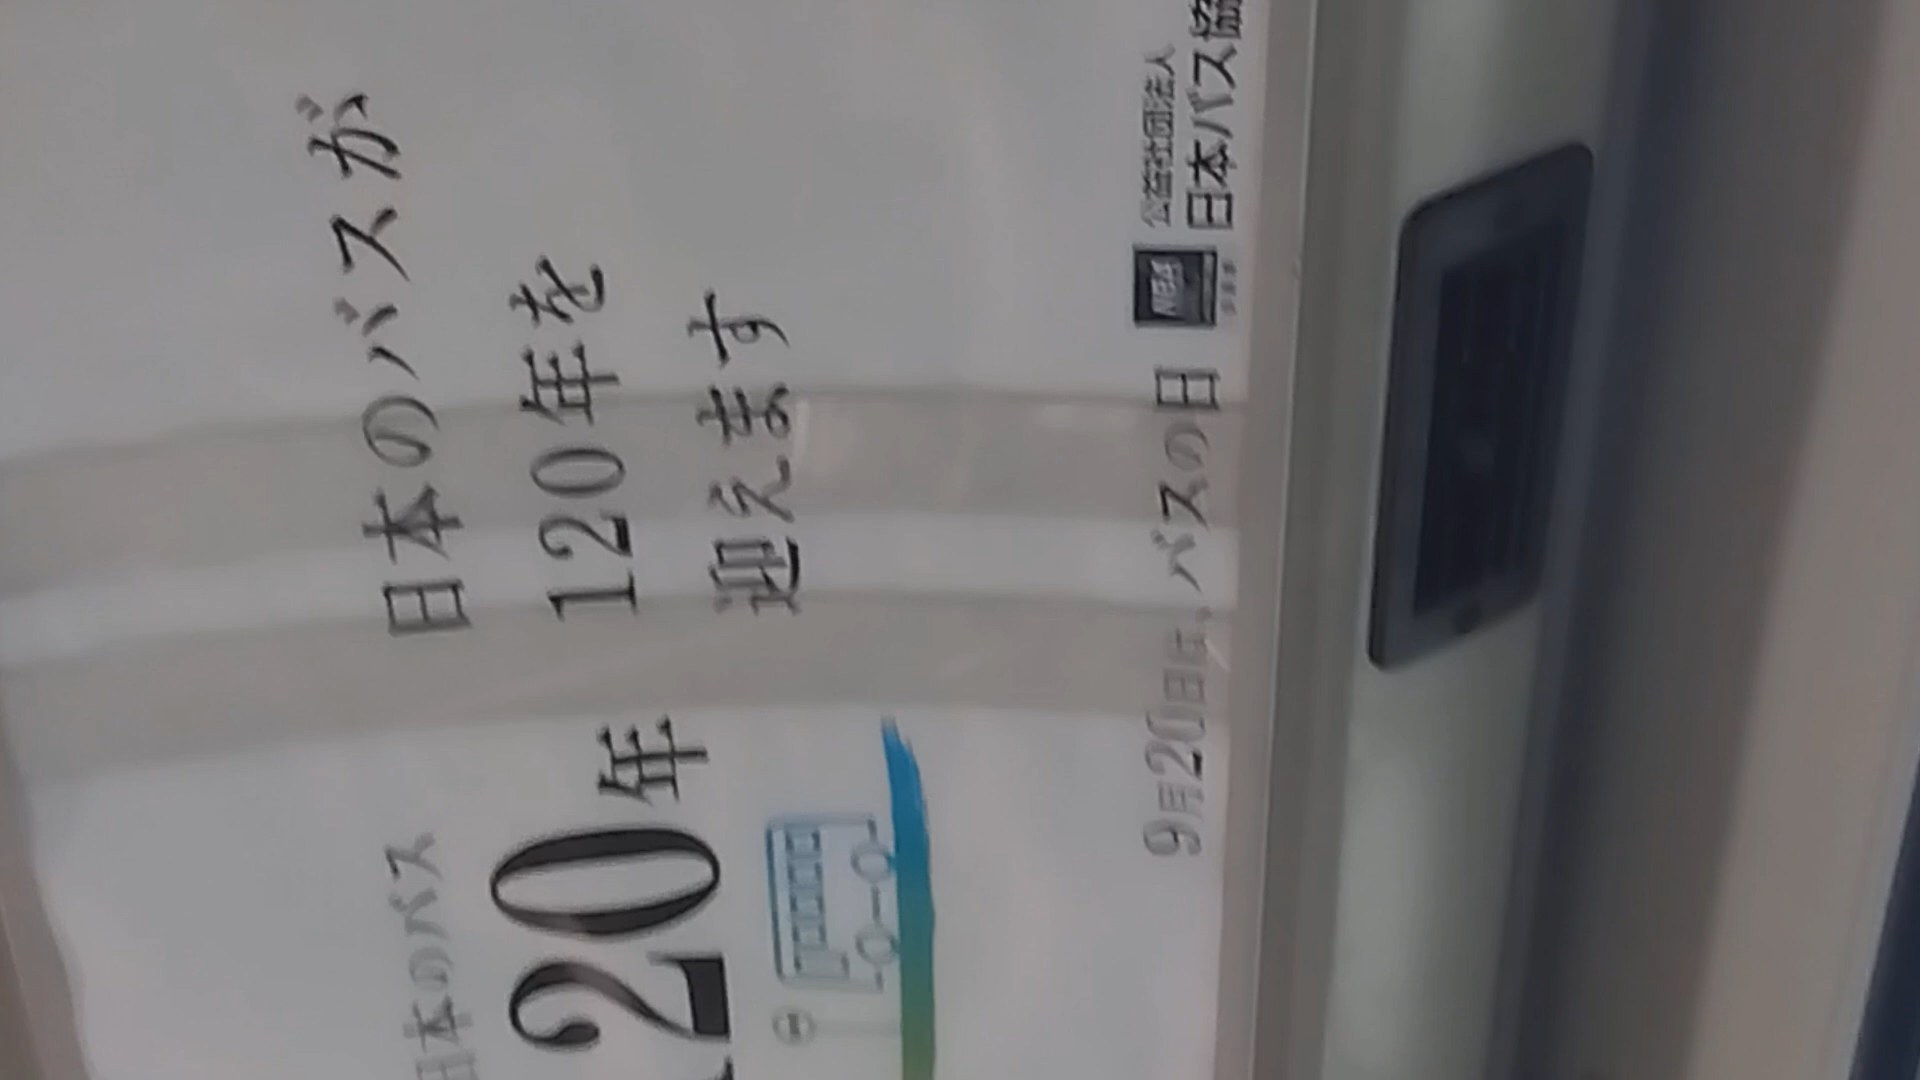 日本のバスが
120年を
迎えます
日本のバス
20年
9月20日は、バスの日
NBA
公益社団法人
日本バス協